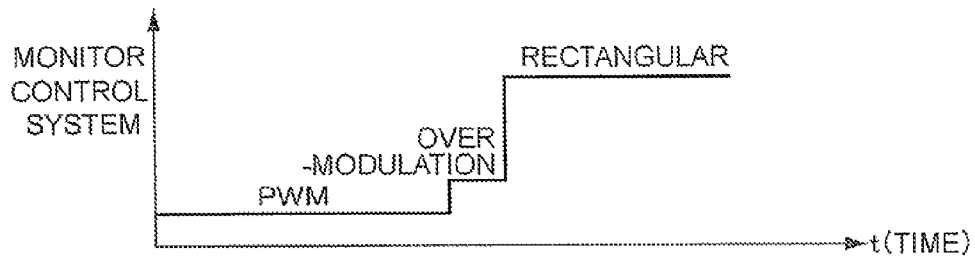 MONITOR
CONTROL
SYSTEM
RECTANGULAR
OVER
-MODULATION
PWM
t(TIME)